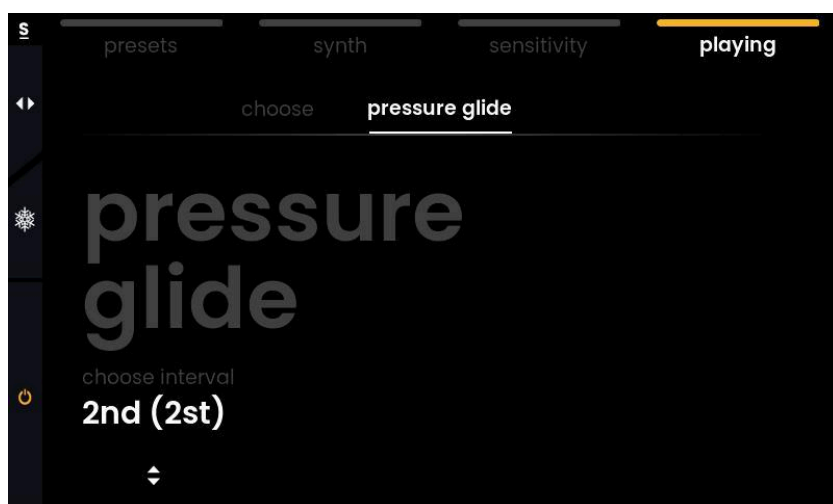 S
presets synth sensitivity playing
choose pressure glide
pressure
glide
choose interval
2nd (2st)